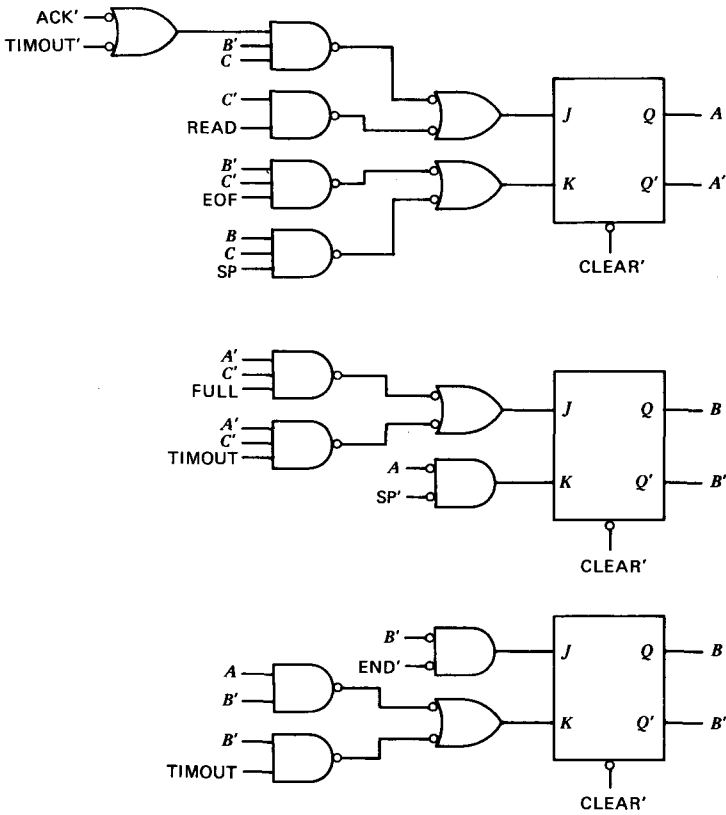 ACK'
TIMOUT'
B'
C
C'
READ
B'
C'
EOF
B
C
SP
J
Q
A
K
Q'
A'
CLEAR'
A'
C'
FULL
A'
C'
TIMOUT
A
SP'
J
Q
B
K
Q'
B'
CLEAR'
B'
END'
A
B'
B'
TIMOUT
J
Q
B
K
Q'
B'
CLEAR'